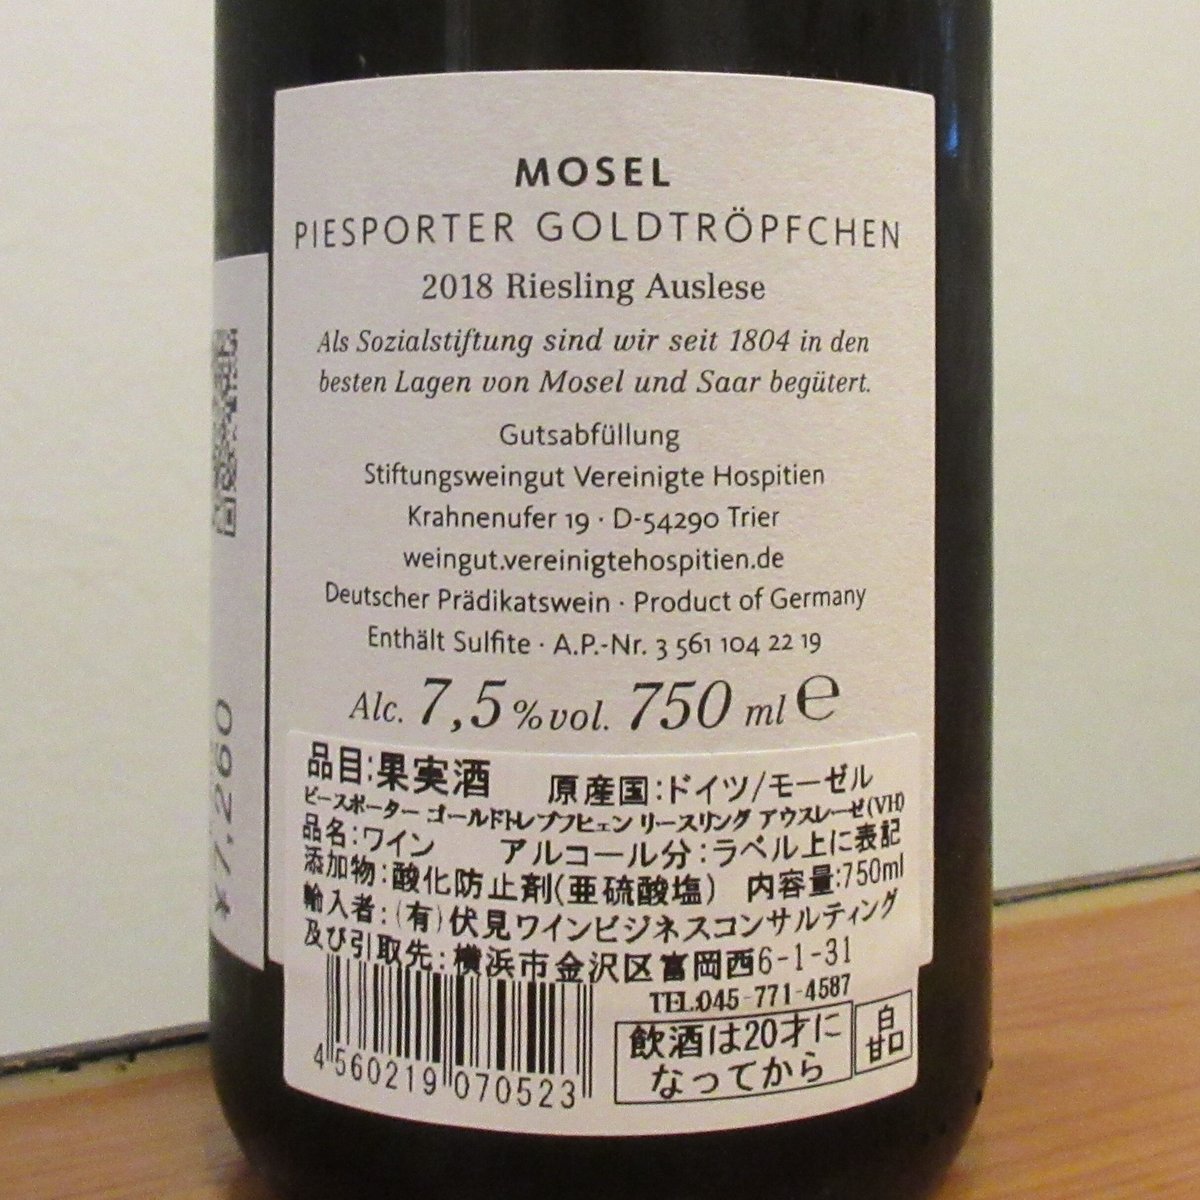 MOSEL
PIESPORTER GOLDTRÖPFCHEN
2018 Riesling Auslese
Als Sozialstiftung sind wir seit 1804 in den
besten Lagen von Mosel und Saar begütert.
Gutsabfüllung
Stiftungsweingut Vereinigte Hospitien
Krahnenufer 19 · D-54290 Trier
weingut.vereinigtehospitien.de
Deutscher Prädikatswein · Product of Germany
Enthält Sulfite · A.P.-Nr. 3 561 104 22 19
Alc. 7,5 % vol. 750 ml ℮
品目:果実酒 原産国:ドイツ/モーゼル
ピースポーター ゴールドトレプフヒェン リースリング アウスレーゼ(VH)
品名:ワイン アルコール分:ラベル上に表記
添加物:酸化防止剤(亜硫酸塩) 内容量:750ml
輸入者:(有)伏見ワインビジネスコンサルティング
及び引取先:横浜市金沢区富岡西6-1-31
TEL:045-771-4587
飲酒は20才に
なってから
白
甘口
4 560219 070523
7,260